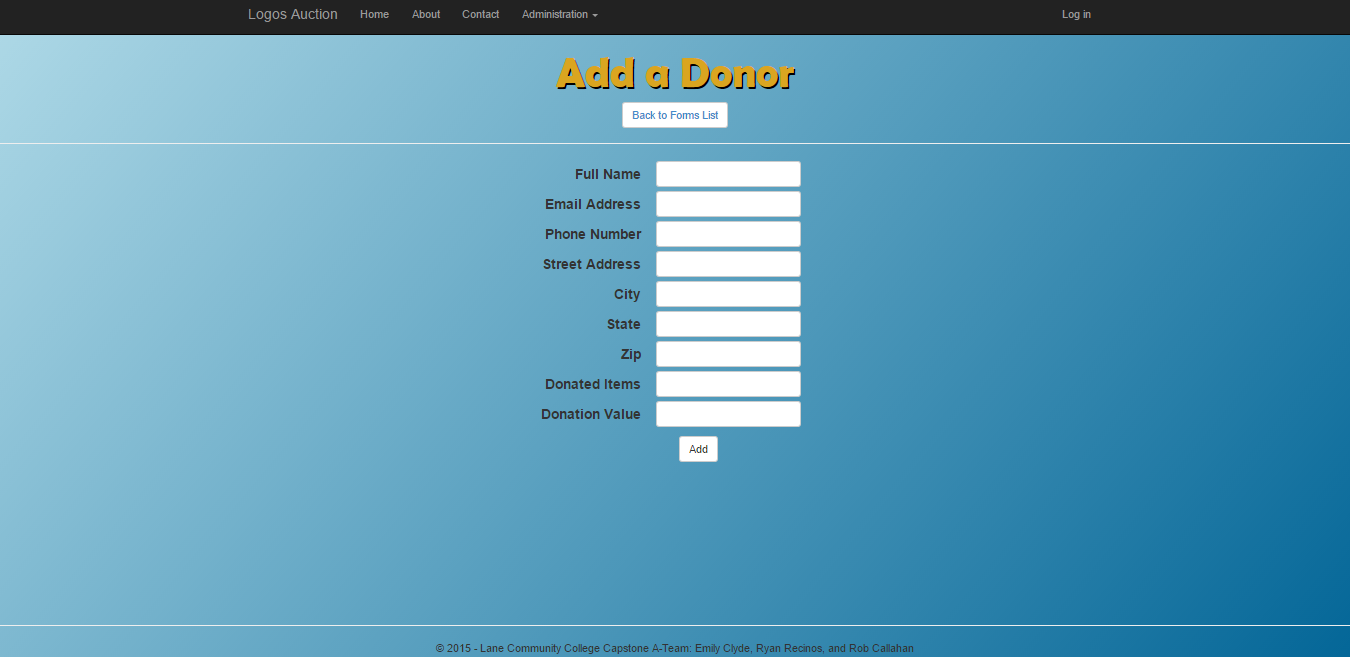 Logos Auction Home About Contact Administration Log in
Add a Donor
Back to Forms List
Full Name
Email Address
Phone Number
Street Address
City
State
Zip
Donated Items
Donation Value
Add
© 2015 - Lane Community College Capstone A-Team: Emily Clyde, Ryan Recinos, and Rob Callahan